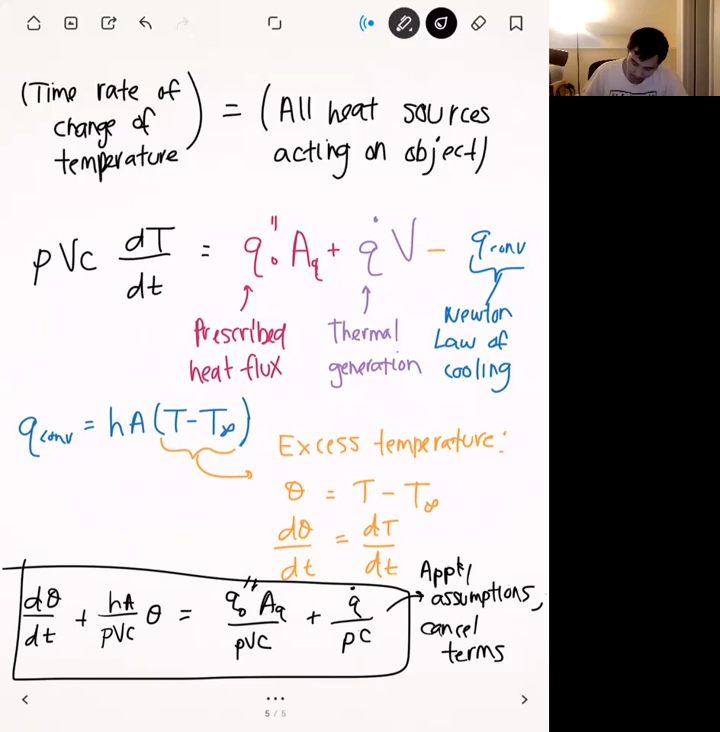 (Time rate of change of temperature) = (All heat sources acting on object)
ρVc dT/dt = q₀'' A_q + q̇ V − q_conv
Prescribed heat flux
Thermal generation
Newton Law of cooling
q_conv = hA(T−T∞)
Excess temperature:
θ = T − T∞
dθ/dt = dT/dt
dθ/dt + hA/ρVc θ = q₀'' A_q/ρVc + q̇/ρc
Apply assumptions, cancel terms
5 / 5